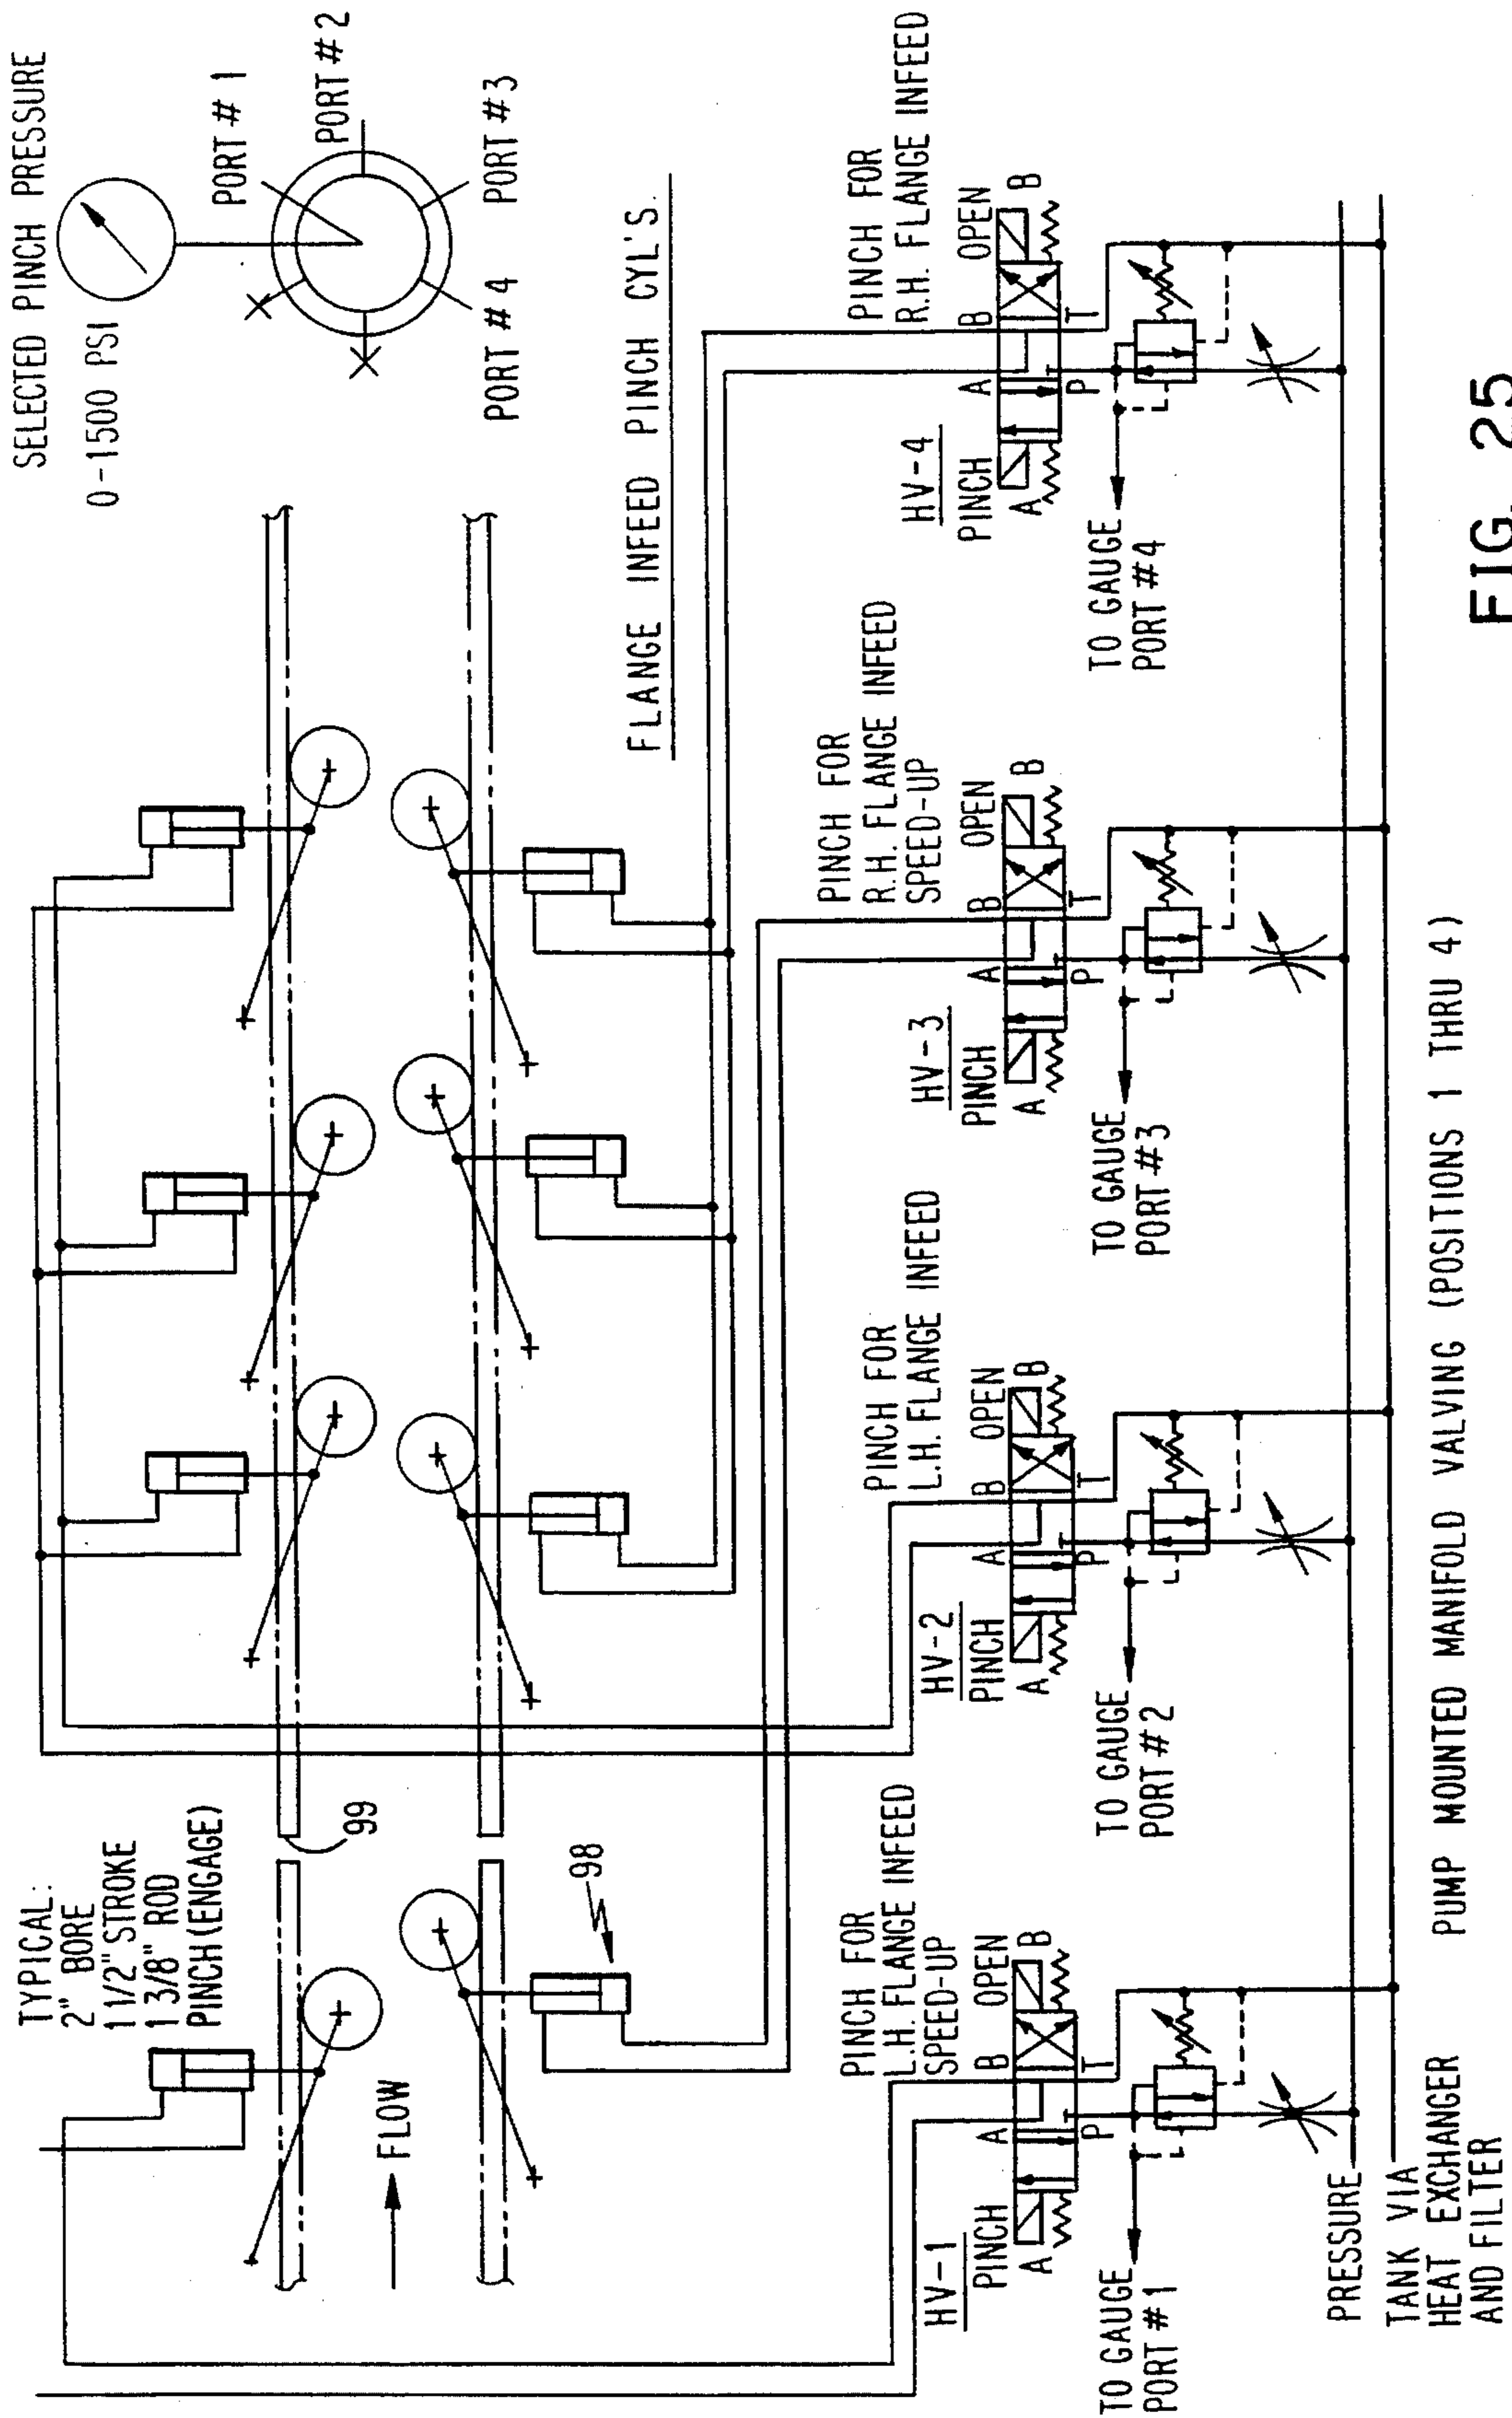 SELECTED PINCH PRESSURE
0-1500 PSI
PORT # 1
PORT # 2
PORT # 3
PORT # 4
TYPICAL:
2" BORE
1 1/2" STROKE
1 3/8" ROD
PINCH (ENGAGE)
99
FLOW
98
FLANGE INFEED PINCH CYL'S.
PINCH FOR
L.H. FLANGE INFEED
SPEED-UP
HV-1
PINCH
OPEN
A
A
B
B
P
T
TO GAUGE
PORT # 1
PINCH FOR
L.H. FLANGE INFEED
HV-2
PINCH
OPEN
A
A
B
B
P
T
TO GAUGE
PORT # 2
PINCH FOR
R.H. FLANGE INFEED
SPEED-UP
HV-3
PINCH
OPEN
A
A
B
B
P
T
TO GAUGE
PORT # 3
PINCH FOR
R.H. FLANGE INFEED
HV-4
PINCH
OPEN
A
A
B
B
P
T
TO GAUGE
PORT # 4
PRESSURE
TANK VIA
HEAT EXCHANGER
AND FILTER
PUMP MOUNTED MANIFOLD VALVING (POSITIONS 1 THRU 4)
FIG. 25